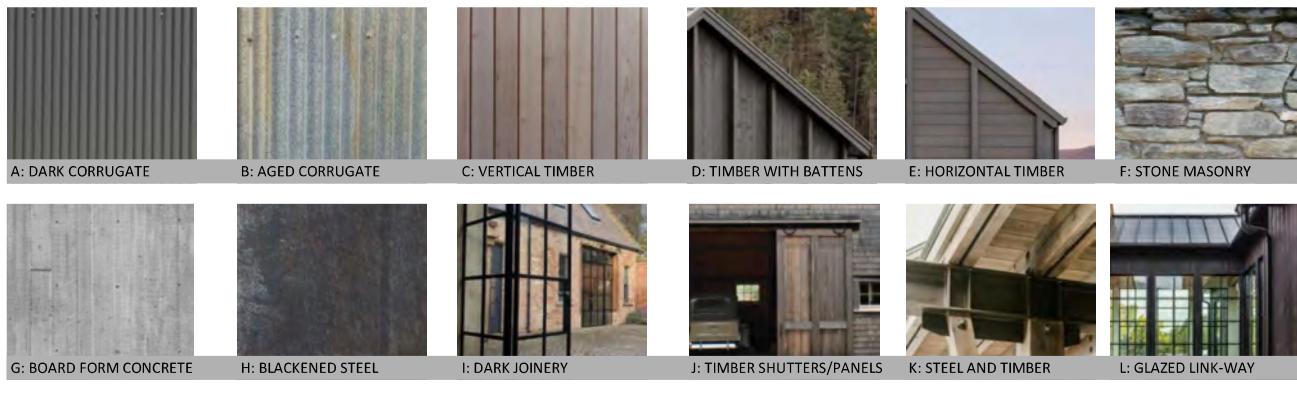 A: DARK CORRUGATE
B: AGED CORRUGATE
C: VERTICAL TIMBER
D: TIMBER WITH BATTENS
E: HORIZONTAL TIMBER
F: STONE MASONRY
G: BOARD FORM CONCRETE
H: BLACKENED STEEL
I: DARK JOINERY
J: TIMBER SHUTTERS/PANELS
K: STEEL AND TIMBER
L: GLAZED LINK-WAY